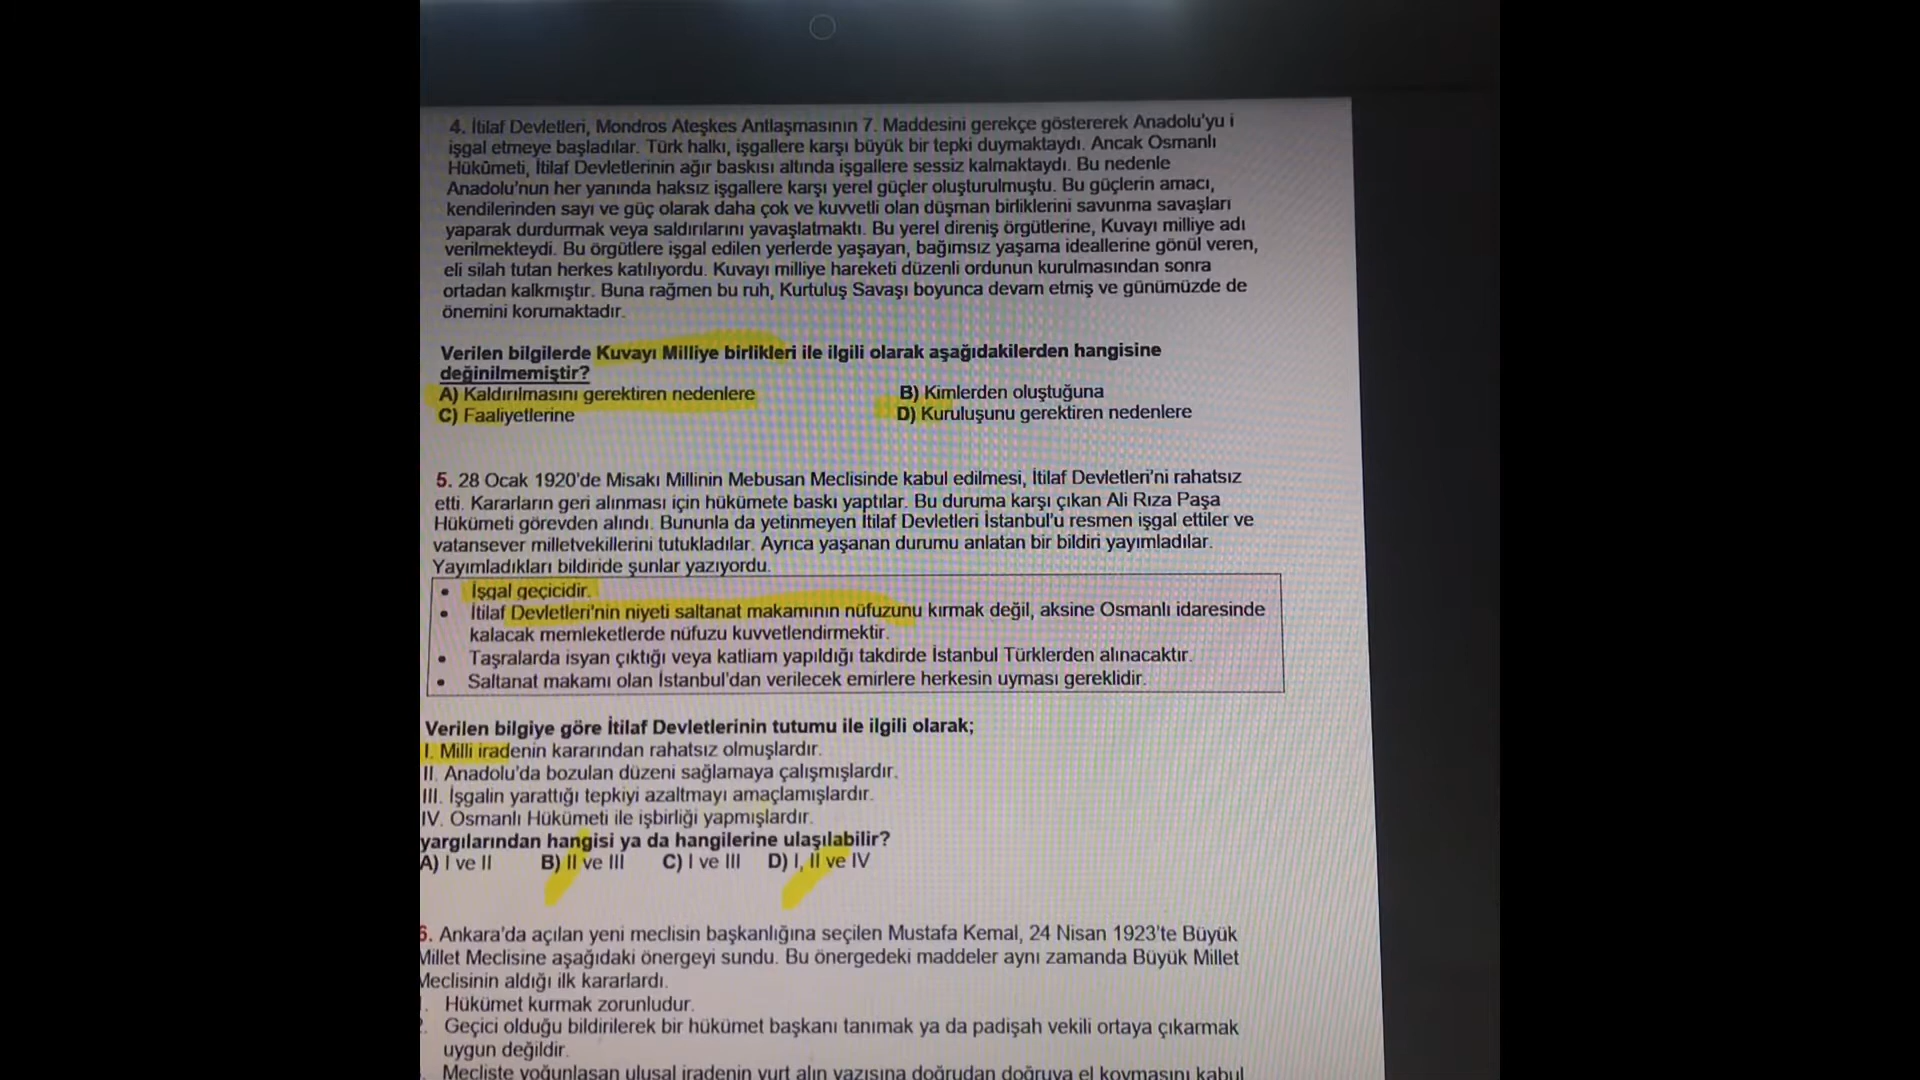 4. İtilaf Devletleri, Mondros Ateşkes Antlaşmasının 7. Maddesini gerekçe göstererek Anadolu'yu i
işgal etmeye başladılar. Türk halkı, işgallere karşı büyük bir tepki duymaktaydı. Ancak Osmanlı
Hükûmeti, İtilaf Devletlerinin ağır baskısı altında işgallere sessiz kalmaktaydı. Bu nedenle
Anadolu'nun her yanında haksız işgallere karşı yerel güçler oluşturulmuştu. Bu güçlerin amacı,
kendilerinden sayı ve güç olarak daha çok ve kuvvetli olan düşman birliklerini savunma savaşları
yaparak durdurmak veya saldırılarını yavaşlatmaktı. Bu yerel direniş örgütlerine, Kuvayı milliye adı
verilmekteydi. Bu örgütlere işgal edilen yerlerde yaşayan, bağımsız yaşama ideallerine gönül veren,
eli silah tutan herkes katılıyordu. Kuvayı milliye hareketi düzenli ordunun kurulmasından sonra
ortadan kalkmıştır. Buna rağmen bu ruh, Kurtuluş Savaşı boyunca devam etmiş ve günümüzde de
önemini korumaktadır.
Verilen bilgilerde Kuvayı Milliye birlikleri ile ilgili olarak aşağıdakilerden hangisine
değinilmemiştir?
A) Kaldırılmasını gerektiren nedenlere B) Kimlerden oluştuğuna
C) Faaliyetlerine D) Kuruluşunu gerektiren nedenlere
5. 28 Ocak 1920'de Misakı Millinin Mebusan Meclisinde kabul edilmesi, İtilaf Devletleri'ni rahatsız
etti. Kararların geri alınması için hükümete baskı yaptılar. Bu duruma karşı çıkan Ali Rıza Paşa
Hükümeti görevden alındı. Bununla da yetinmeyen İtilaf Devletleri İstanbul'u resmen işgal ettiler ve
vatansever milletvekillerini tutukladılar. Ayrıca yaşanan durumu anlatan bir bildiri yayımladılar.
Yayımladıkları bildiride şunlar yazıyordu.
• İşgal geçicidir.
• İtilaf Devletleri'nin niyeti saltanat makamının nüfuzunu kırmak değil, aksine Osmanlı idaresinde
kalacak memleketlerde nüfuzu kuvvetlendirmektir.
• Taşralarda isyan çıktığı veya katliam yapıldığı takdirde İstanbul Türklerden alınacaktır.
• Saltanat makamı olan İstanbul'dan verilecek emirlere herkesin uyması gereklidir.
Verilen bilgiye göre İtilaf Devletlerinin tutumu ile ilgili olarak;
I. Milli iradenin kararından rahatsız olmuşlardır.
II. Anadolu'da bozulan düzeni sağlamaya çalışmışlardır.
III. İşgalin yarattığı tepkiyi azaltmayı amaçlamışlardır.
IV. Osmanlı Hükümeti ile işbirliği yapmışlardır.
yargılarından hangisi ya da hangilerine ulaşılabilir?
A) I ve II B) II ve III C) I ve III D) I, II ve IV
6. Ankara'da açılan yeni meclisin başkanlığına seçilen Mustafa Kemal, 24 Nisan 1923'te Büyük
Millet Meclisine aşağıdaki önergeyi sundu. Bu önergedeki maddeler aynı zamanda Büyük Millet
Meclisinin aldığı ilk kararlardı.
Hükümet kurmak zorunludur.
2. Geçici olduğu bildirilerek bir hükümet başkanı tanımak ya da padişah vekili ortaya çıkarmak
uygun değildir.
Mecliste yoğunlaşan ulusal iradenin yurt alın yazısına doğrudan doğruya el koymasını kabul